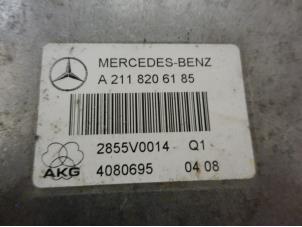 MERCEDES-BENZ
A 211 820 61 85
2855V0014 Q1
AKG
4080695 04 08